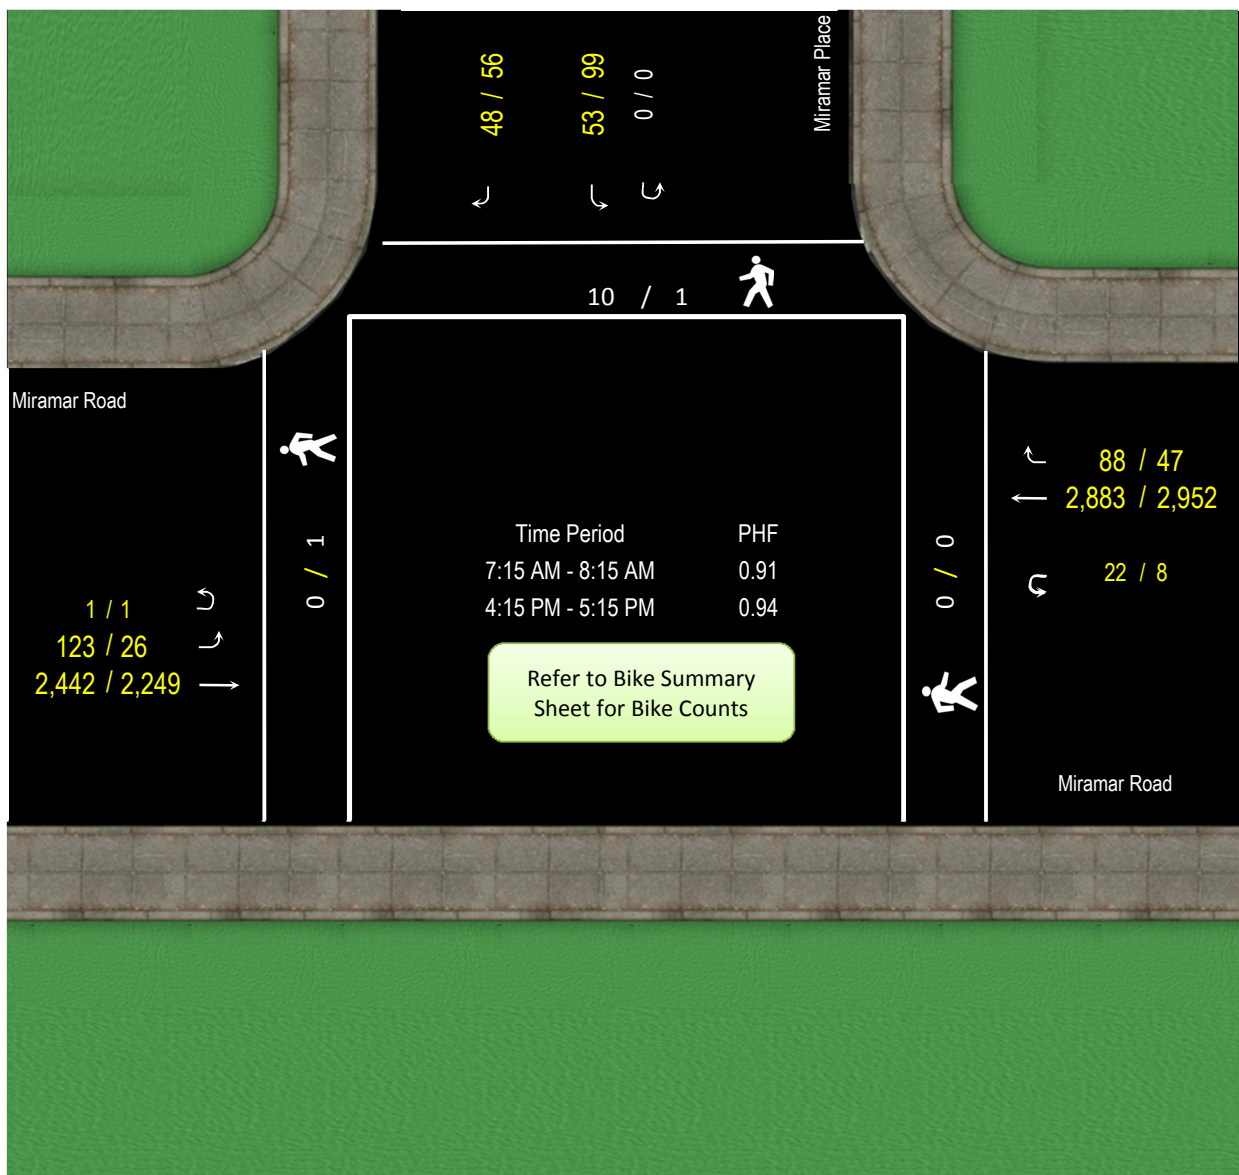 Miramar Place
48 / 56
53 / 99
0 / 0
10 / 1
Miramar Road
0 / 1
1 / 1
123 / 26
2,442 / 2,249
Time Period PHF
7:15 AM - 8:15 AM 0.91
4:15 PM - 5:15 PM 0.94
Refer to Bike Summary
Sheet for Bike Counts
0 / 0
88 / 47
2,883 / 2,952
22 / 8
Miramar Road